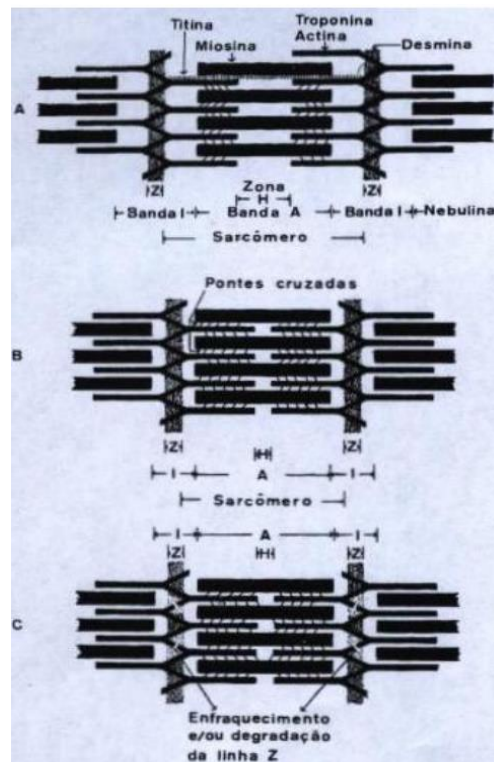 Titina
Troponina
Actina
Miosina
Desmina
A
Zona
Z H Z
Banda I Banda A Banda I Nebulina
Sarcômero
Pontes cruzadas
B
Z H Z
I A I
Sarcômero
I A I
Z H Z
C
Enfraquecimento
e/ou degradação
da linha Z